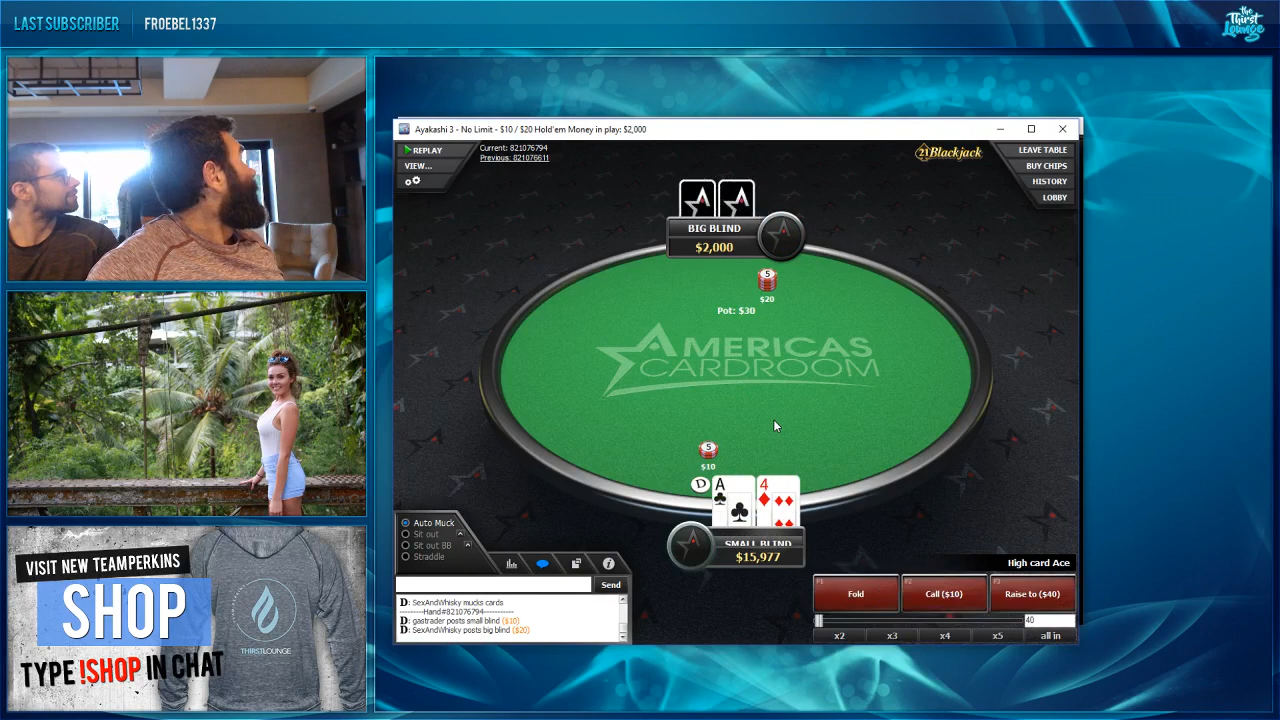 LAST SUBSCRIBER
FROEBEL1337
the Thirst Lounge
Ayakashi 3 - No Limit - $10 / $20 Hold'em Money in play: $2,000
REPLAY
VIEW...
Current: 821076794
Previous: 821076611
21Blackjack
LEAVE TABLE
BUY CHIPS
HISTORY
LOBBY
BIG BLIND
$2,000
5
$20
Pot: $30
AMERICAS
CARDROOM
5
$10
D
A
4
SMALL BLIND
$15,977
Auto Muck
Sit out
Sit out BB
Straddle
Send
D: SexAndWhisky mucks cards
--------Hand#821076794----------
D: gastrader posts small blind ($10)
D: SexAndWhisky posts big blind ($20)
High card Ace
F1
Fold
F2
Call ($10)
F3
Raise to ($40)
40
x2
x3
x4
x5
all in
VISIT NEW TEAMPERKINS
SHOP
TYPE !SHOP IN CHAT
THIRSTLOUNGE